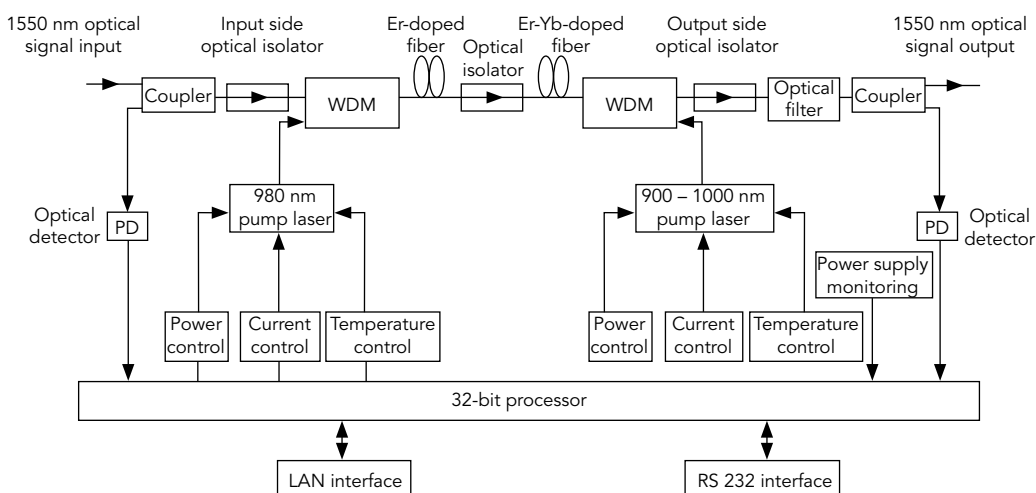 1550 nm optical
signal input
Input side
optical isolator
Er-doped
fiber
Optical
isolator
Er-Yb-doped
fiber
Output side
optical isolator
1550 nm optical
signal output
Coupler
WDM
WDM
Optical
filter
Coupler
Optical
detector
PD
980 nm
pump laser
900 – 1000 nm
pump laser
PD
Optical
detector
Power supply
monitoring
Power
control
Current
control
Temperature
control
Power
control
Current
control
Temperature
control
32-bit processor
LAN interface
RS 232 interface